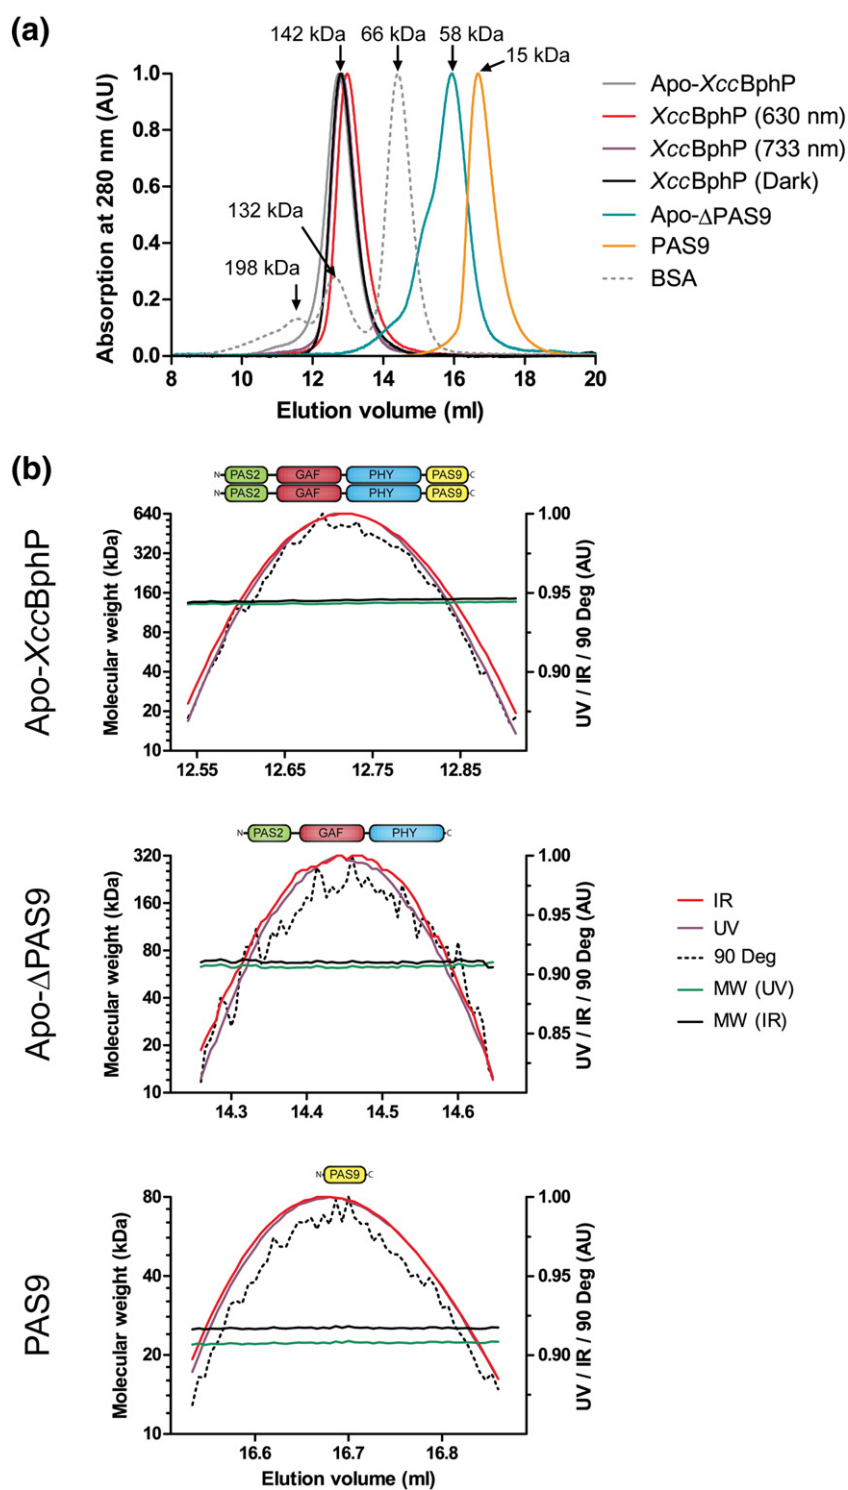 (a)
142 kDa 66 kDa 58 kDa
15 kDa
132 kDa
198 kDa
Absorption at 280 nm (AU)
1.0
0.8
0.6
0.4
0.2
0.0
8 10 12 14 16 18 20
Elution volume (ml)
Apo-XccBphP
XccBphP (630 nm)
XccBphP (733 nm)
XccBphP (Dark)
Apo-ΔPAS9
PAS9
BSA
(b)
N PAS2 GAF PHY PAS9 C
N PAS2 GAF PHY PAS9 C
Apo-XccBphP
Molecular weight (kDa)
640
320
160
80
40
20
10
1.00
0.95
0.90
UV / IR / 90 Deg (AU)
12.55 12.65 12.75 12.85
N PAS2 GAF PHY C
Apo-ΔPAS9
Molecular weight (kDa)
320
160
80
40
20
10
1.00
0.95
0.90
0.85
UV / IR / 90 Deg (AU)
14.3 14.4 14.5 14.6
IR
UV
90 Deg
MW (UV)
MW (IR)
N PAS9 C
PAS9
Molecular weight (kDa)
80
40
20
10
1.00
0.95
0.90
UV / IR / 90 Deg (AU)
16.6 16.7 16.8
Elution volume (ml)